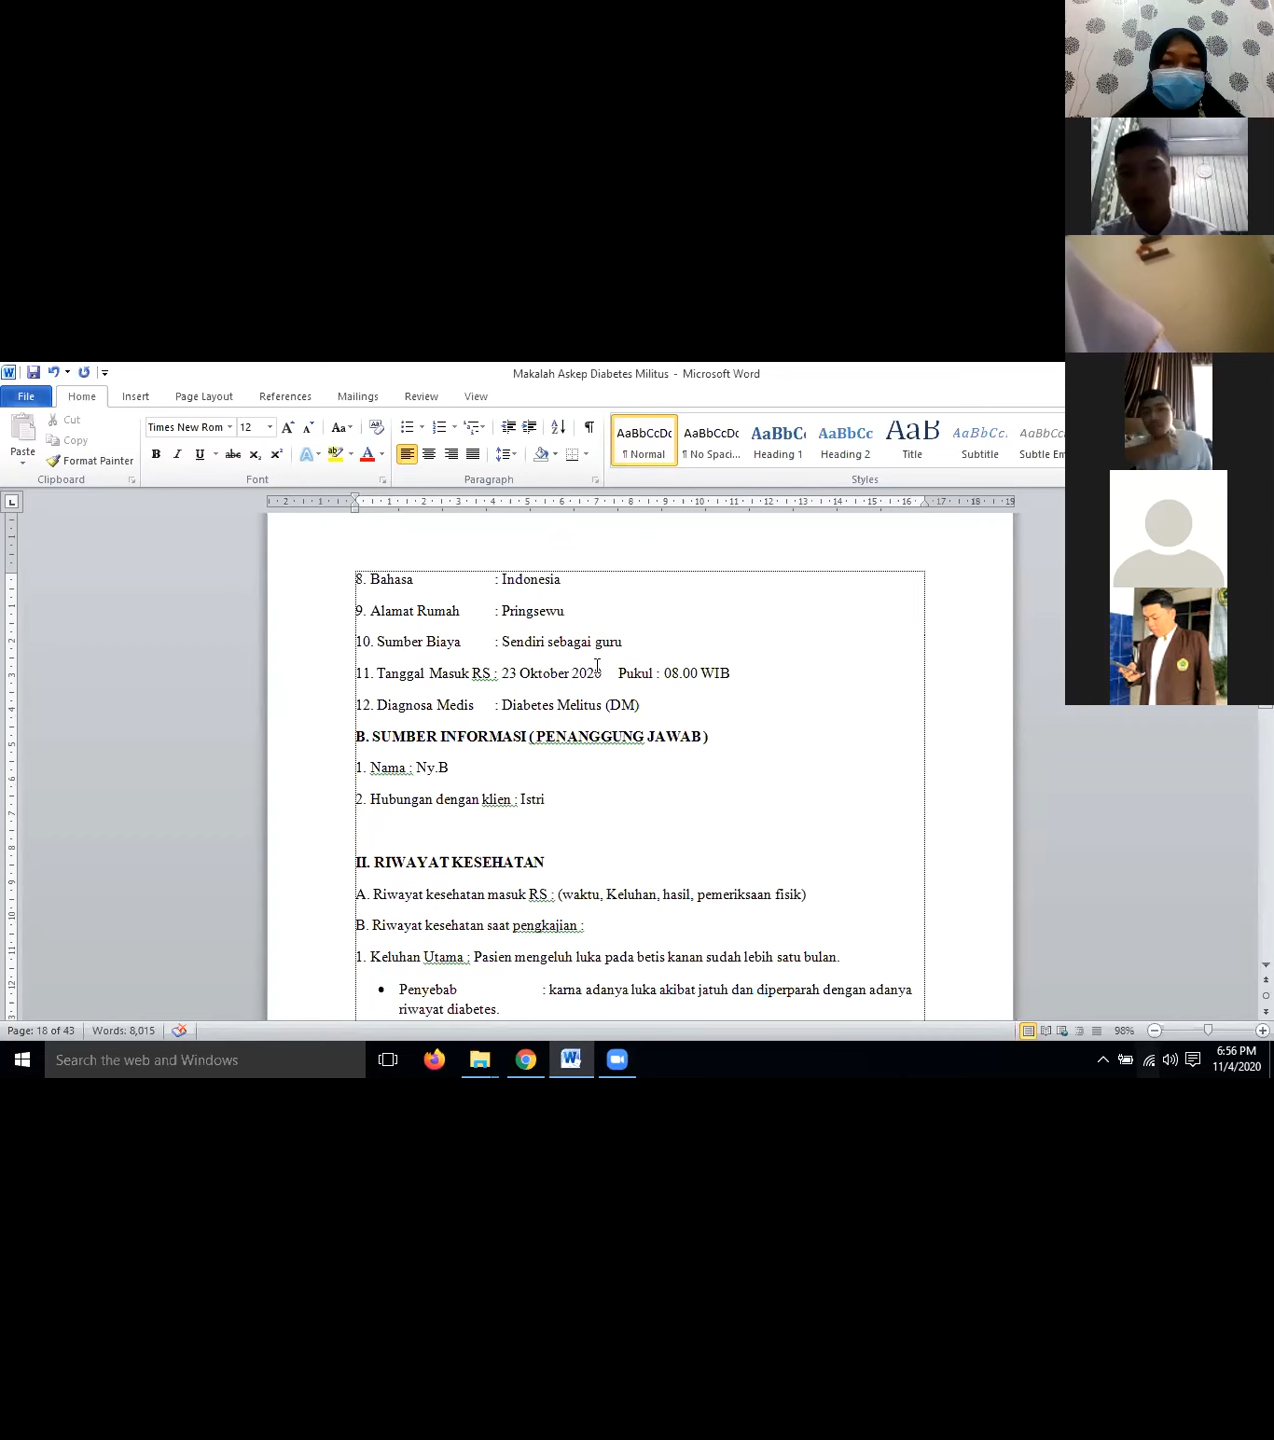 Makalah Askep Diabetes Militus - Microsoft Word
File Home Insert Page Layout References Mailings Review View
Cut
Copy
Paste
Format Painter
Times New Rom 12
Clipboard
Font
Paragraph
AaBbCcDc AaBbCcDc AaBbC AaBbCc AaB AaBbCc. AaBbCc
¶ Normal ¶ No Spaci... Heading 1 Heading 2 Title Subtitle Subtle Em
Styles
8. Bahasa : Indonesia
9. Alamat Rumah : Pringsewu
10. Sumber Biaya : Sendiri sebagai guru
11. Tanggal Masuk RS : 23 Oktober 2020 Pukul : 08.00 WIB
12. Diagnosa Medis : Diabetes Melitus (DM)
B. SUMBER INFORMASI ( PENANGGUNG JAWAB )
1. Nama : Ny.B
2. Hubungan dengan klien : Istri
II. RIWAYAT KESEHATAN
A. Riwayat kesehatan masuk RS : (waktu, Keluhan, hasil, pemeriksaan fisik)
B. Riwayat kesehatan saat pengkajian :
1. Keluhan Utama : Pasien mengeluh luka pada betis kanan sudah lebih satu bulan.
• Penyebab : karna adanya luka akibat jatuh dan diperparah dengan adanya
riwayat diabetes.
Page: 18 of 43 Words: 8,015 98%
Search the web and Windows
6:56 PM
11/4/2020